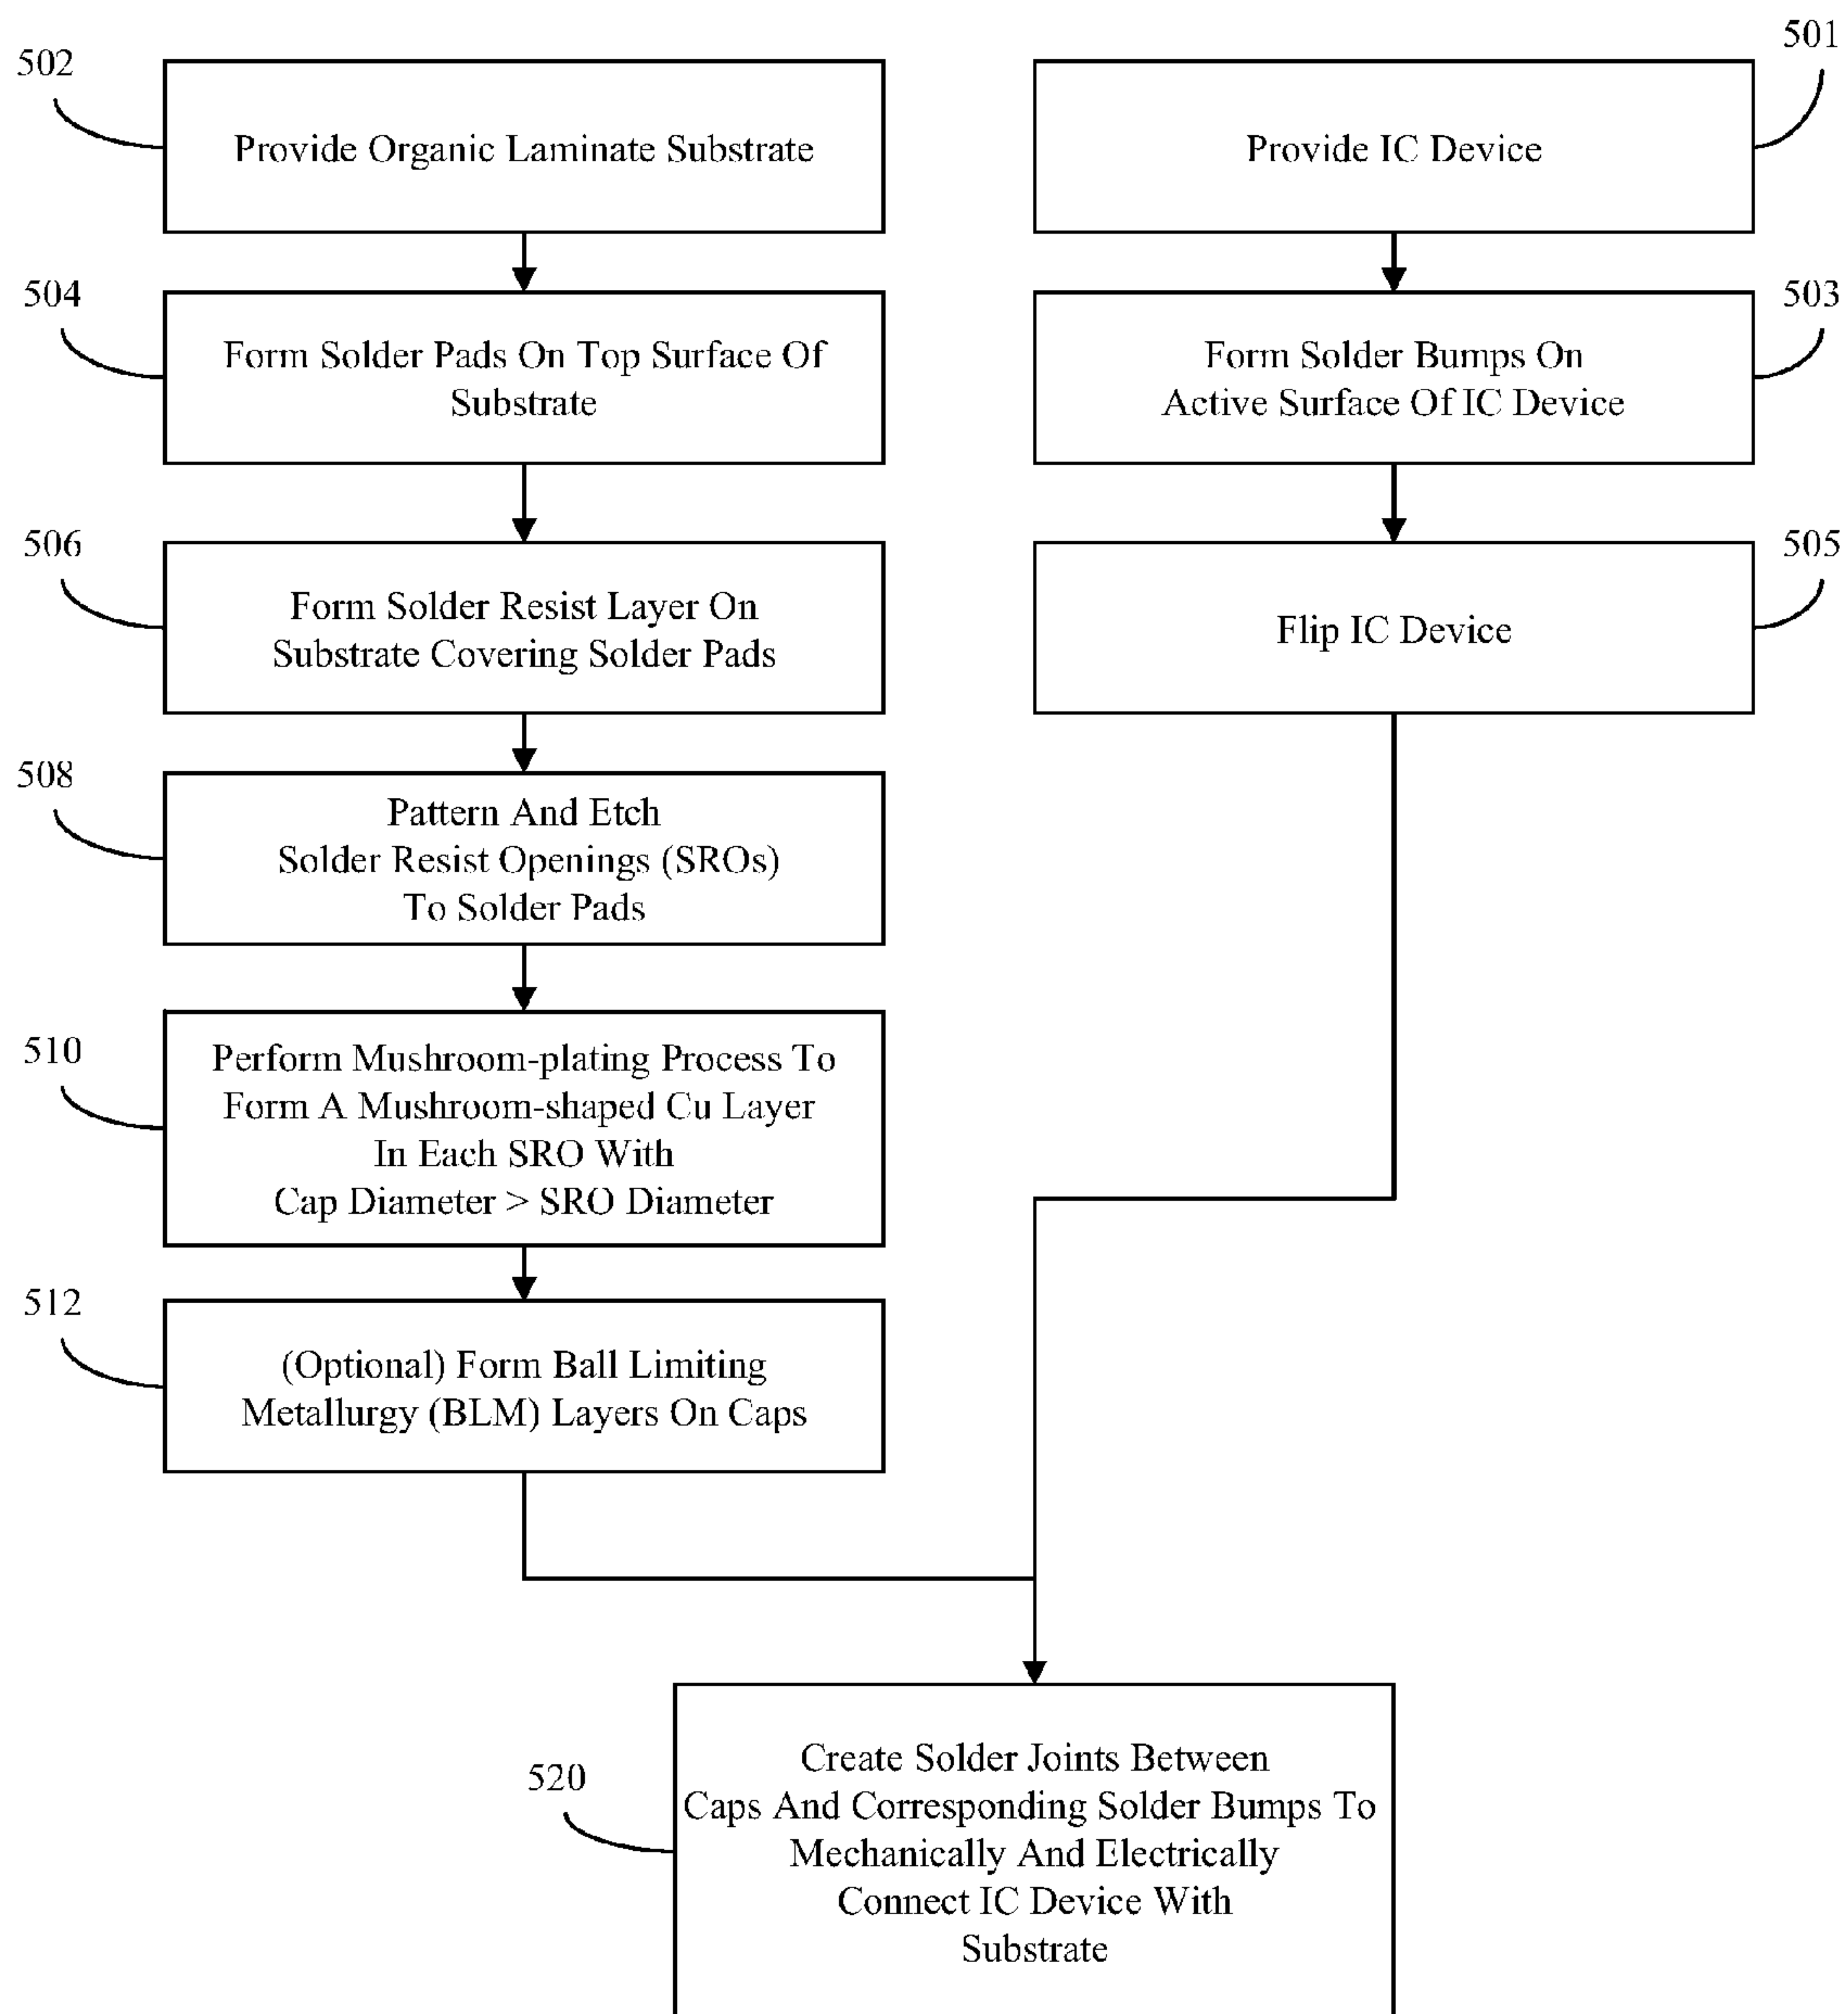 502
Provide Organic Laminate Substrate
504
Form Solder Pads On Top Surface Of
Substrate
506
Form Solder Resist Layer On
Substrate Covering Solder Pads
508
Pattern And Etch
Solder Resist Openings (SROs)
To Solder Pads
510
Perform Mushroom-plating Process To
Form A Mushroom-shaped Cu Layer
In Each SRO With
Cap Diameter > SRO Diameter
512
(Optional) Form Ball Limiting
Metallurgy (BLM) Layers On Caps
501
Provide IC Device
503
Form Solder Bumps On
Active Surface Of IC Device
505
Flip IC Device
520
Create Solder Joints Between
Caps And Corresponding Solder Bumps To
Mechanically And Electrically
Connect IC Device With
Substrate